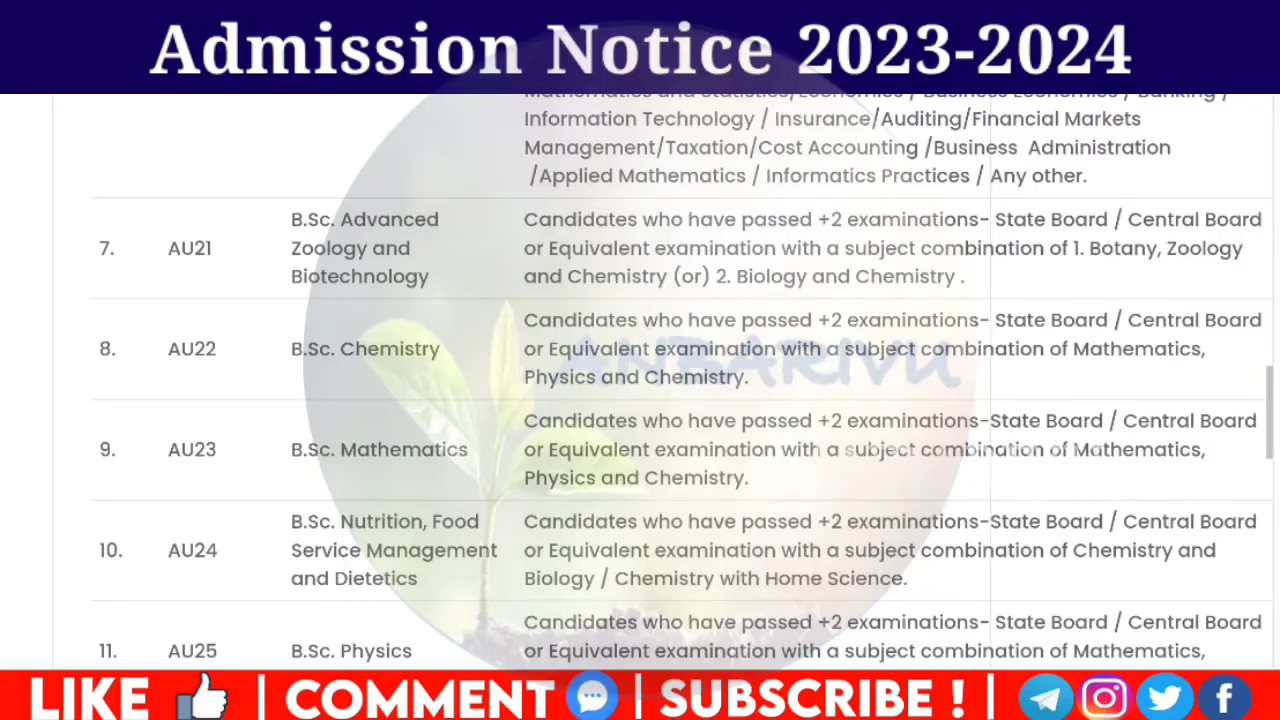 Admission Notice 2023-2024
Mathematics and Statistics/Economics / Business Economics / Banking /
Information Technology / Insurance/Auditing/Financial Markets
Management/Taxation/Cost Accounting /Business Administration
/Applied Mathematics / Informatics Practices / Any other.
7. AU21 B.Sc. Advanced Zoology and Biotechnology
Candidates who have passed +2 examinations- State Board / Central Board
or Equivalent examination with a subject combination of 1. Botany, Zoology
and Chemistry (or) 2. Biology and Chemistry .
8. AU22 B.Sc. Chemistry
Candidates who have passed +2 examinations- State Board / Central Board
or Equivalent examination with a subject combination of Mathematics,
Physics and Chemistry.
9. AU23 B.Sc. Mathematics
Candidates who have passed +2 examinations-State Board / Central Board
or Equivalent examination with a subject combination of Mathematics,
Physics and Chemistry.
10. AU24 B.Sc. Nutrition, Food Service Management and Dietetics
Candidates who have passed +2 examinations-State Board / Central Board
or Equivalent examination with a subject combination of Chemistry and
Biology / Chemistry with Home Science.
11. AU25 B.Sc. Physics
Candidates who have passed +2 examinations- State Board / Central Board
or Equivalent examination with a subject combination of Mathematics,
ANBARIVU
LIKE | COMMENT | SUBSCRIBE ! |